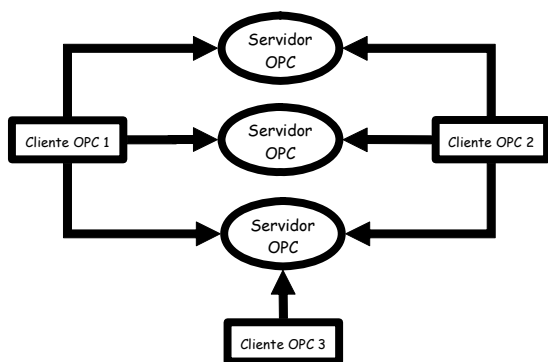 Servidor
OPC
Cliente OPC 1
Servidor
OPC
Cliente OPC 2
Servidor
OPC
Cliente OPC 3